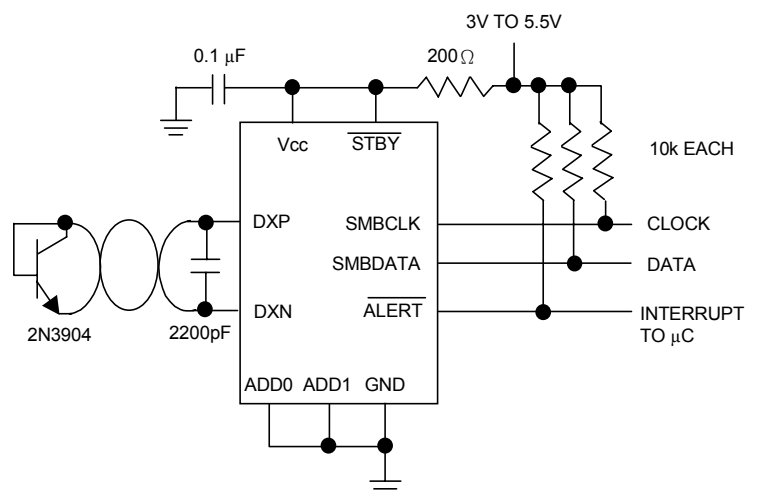 3V TO 5.5V
0.1 μF
200Ω
Vcc
STBY
10k EACH
DXP
SMBCLK
CLOCK
SMBDATA
DATA
DXN
ALERT
INTERRUPT
TO μC
2N3904
2200pF
ADD0 ADD1 GND